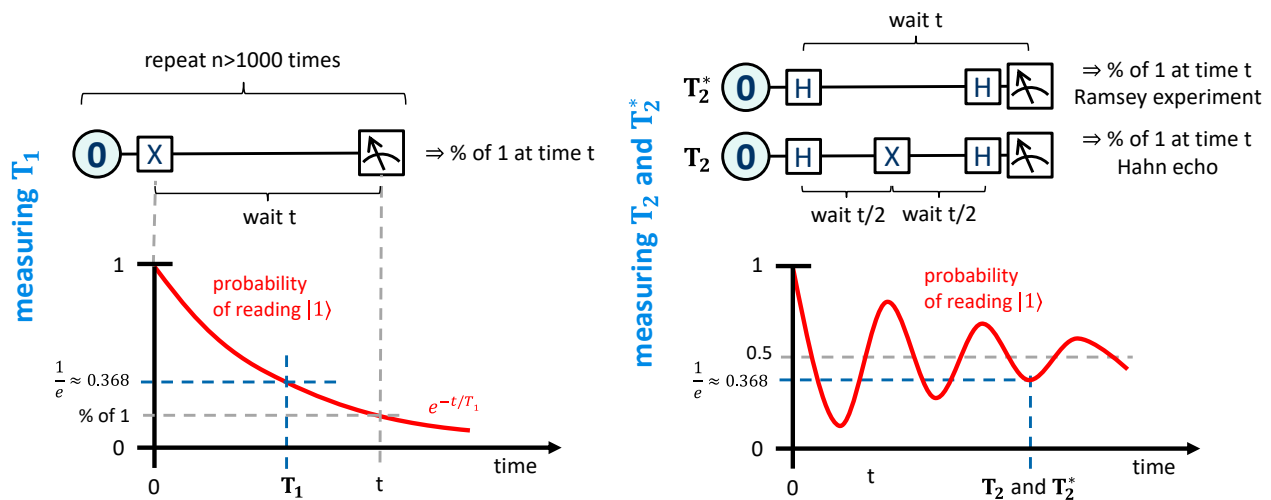 measuring T₁
repeat n>1000 times
0 X ⇒ % of 1 at time t
wait t
1
probability
of reading |1⟩
1/e ≈ 0.368
% of 1
e^{-t/T₁}
0
time
0 T₁ t
measuring T₂ and T₂*
wait t
T₂* 0 H H ⇒ % of 1 at time t
Ramsey experiment
T₂ 0 H X H ⇒ % of 1 at time t
Hahn echo
wait t/2 wait t/2
1
probability
of reading |1⟩
0.5
1/e ≈ 0.368
0
time
0 t T₂ and T₂*